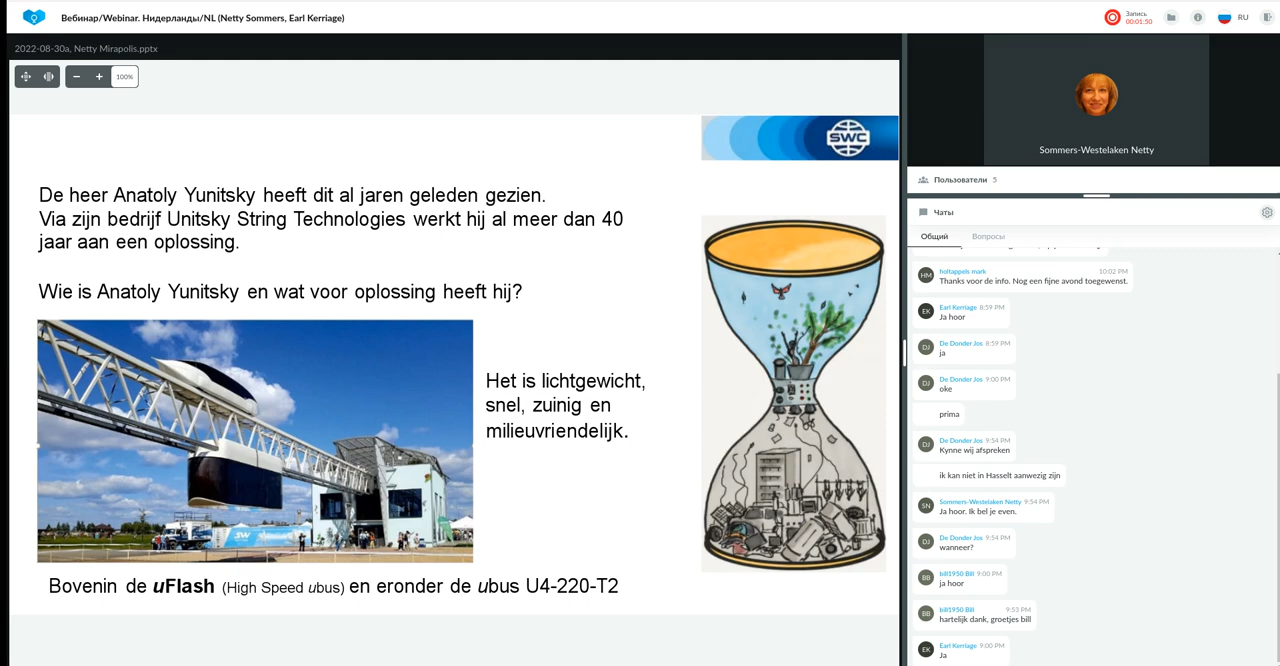 Вебинар/Webinar. Нидерланды/NL (Netty Sommers, Earl Kerriage)
Запись
00:01:50
RU
2022-08-30a, Netty Mirapolis.pptx
100%
SWC
De heer Anatoly Yunitsky heeft dit al jaren geleden gezien.
Via zijn bedrijf Unitsky String Technologies werkt hij al meer dan 40
jaar aan een oplossing.
Wie is Anatoly Yunitsky en wat voor oplossing heeft hij?
Het is lichtgewicht,
snel, zuinig en
milieuvriendelijk.
Bovenin de uFlash (High Speed ubus) en eronder de ubus U4-220-T2
Sommers-Westelaken Netty
Пользователи 5
Чаты
Общий Вопросы
HM
holtappels mark 10:02 PM
Thanks voor de info. Nog een fijne avond toegewenst.
EK
Earl Kerriage 8:59 PM
Ja hoor
DJ
De Donder Jos 8:59 PM
ja
DJ
De Donder Jos 9:00 PM
oke
prima
DJ
De Donder Jos 9:54 PM
Kynne wij afspreken
ik kan niet in Hasselt aanwezig zijn
SN
Sommers-Westelaken Netty 9:54 PM
Ja hoor. Ik bel je even.
DJ
De Donder Jos 9:54 PM
wanneer?
BB
bill1950 Bill 9:00 PM
ja hoor
BB
bill1950 Bill 9:53 PM
hartelijk dank, groetjes bill
EK
Earl Kerriage 9:00 PM
Ja